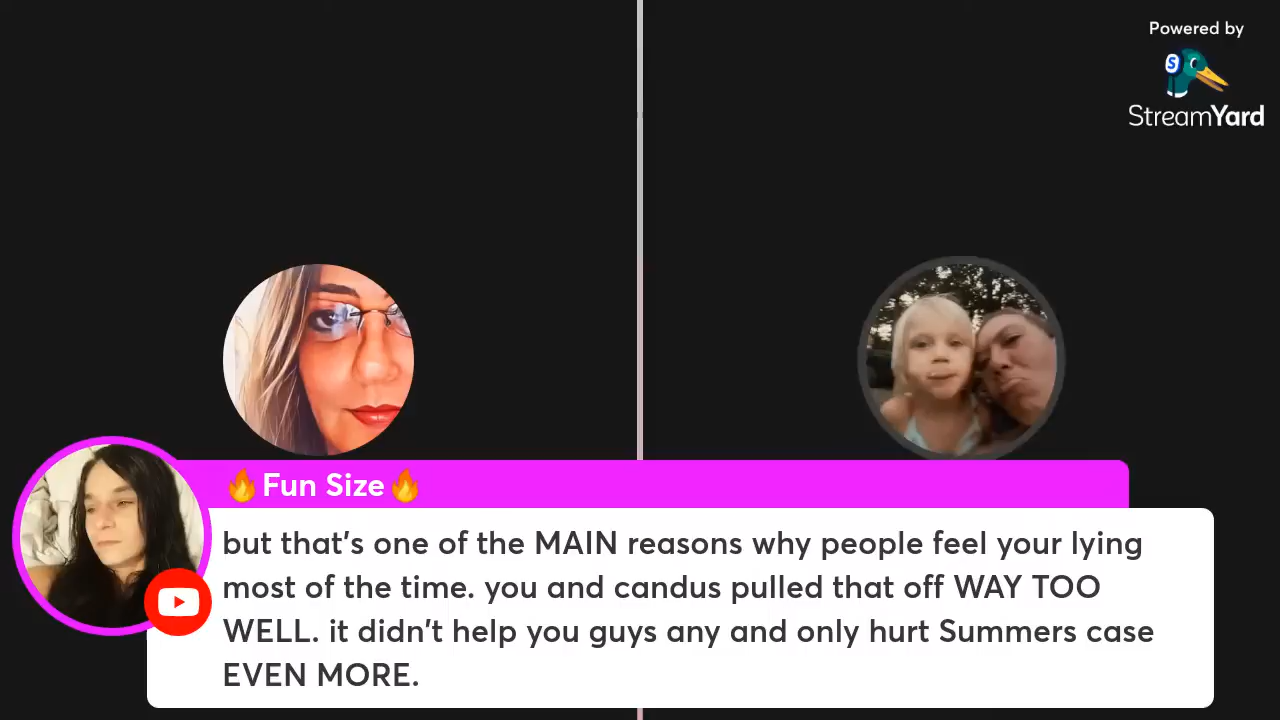 Powered by
S
StreamYard
🔥Fun Size🔥
but that's one of the MAIN reasons why people feel your lying
most of the time. you and candus pulled that off WAY TOO
WELL. it didn't help you guys any and only hurt Summers case
EVEN MORE.